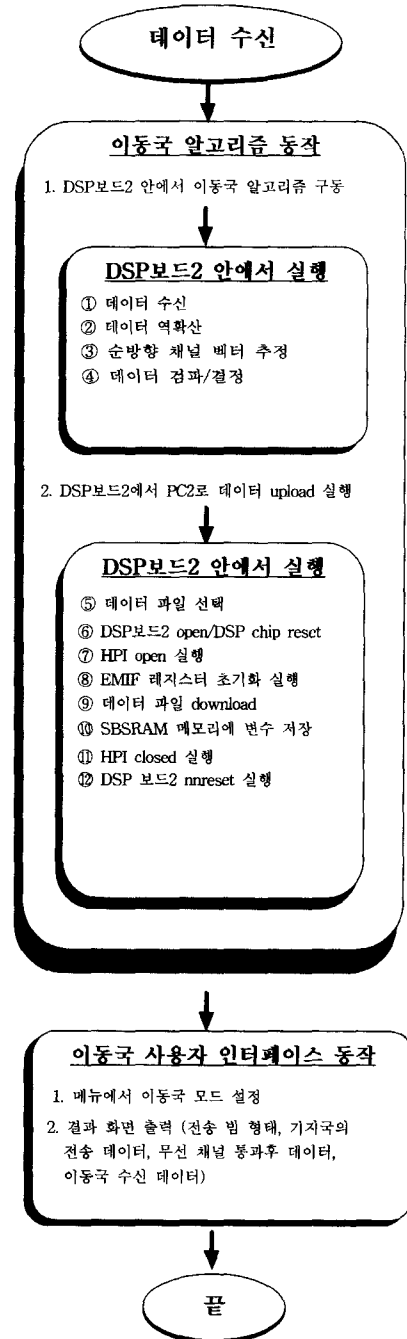 데이터 수신
이동국 알고리즘 동작
1. DSP보드2 안에서 이동국 알고리즘 구동
DSP보드2 안에서 실행
① 데이터 수신
② 데이터 역확산
③ 순방향 채널 벡터 추정
④ 데이터 검파/결정
2. DSP보드2에서 PC2로 데이터 upload 실행
DSP보드2 안에서 실행
⑤ 데이터 파일 선택
⑥ DSP보드2 open/DSP chip reset
⑦ HPI open 실행
⑧ EMIF 레지스터 초기화 실행
⑨ 데이터 파일 download
⑩ SBSRAM 메모리에 변수 저장
⑪ HPI closed 실행
⑫ DSP 보드2 nnreset 실행
이동국 사용자 인터페이스 동작
1. 메뉴에서 이동국 모드 설정
2. 결과 화면 출력 (전송 빔 형태, 기지국의
전송 데이터, 무선 채널 통과후 데이터,
이동국 수신 데이터)
끝